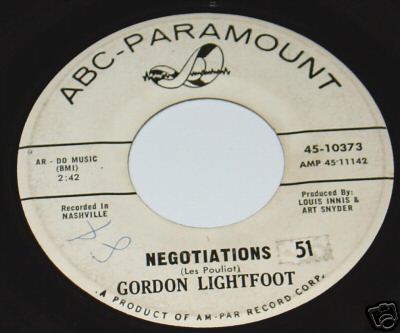 ABC-PARAMOUNT
AR - DO MUSIC
(BMI)
2:42
45-10373
AMP 45-11142
Recorded In
NASHVILLE
Produced By:
LOUIS INNIS &
ART SNYDER
NEGOTIATIONS 51
(Les Pouliot)
GORDON LIGHTFOOT
A PRODUCT OF AM-PAR RECORD CORP.